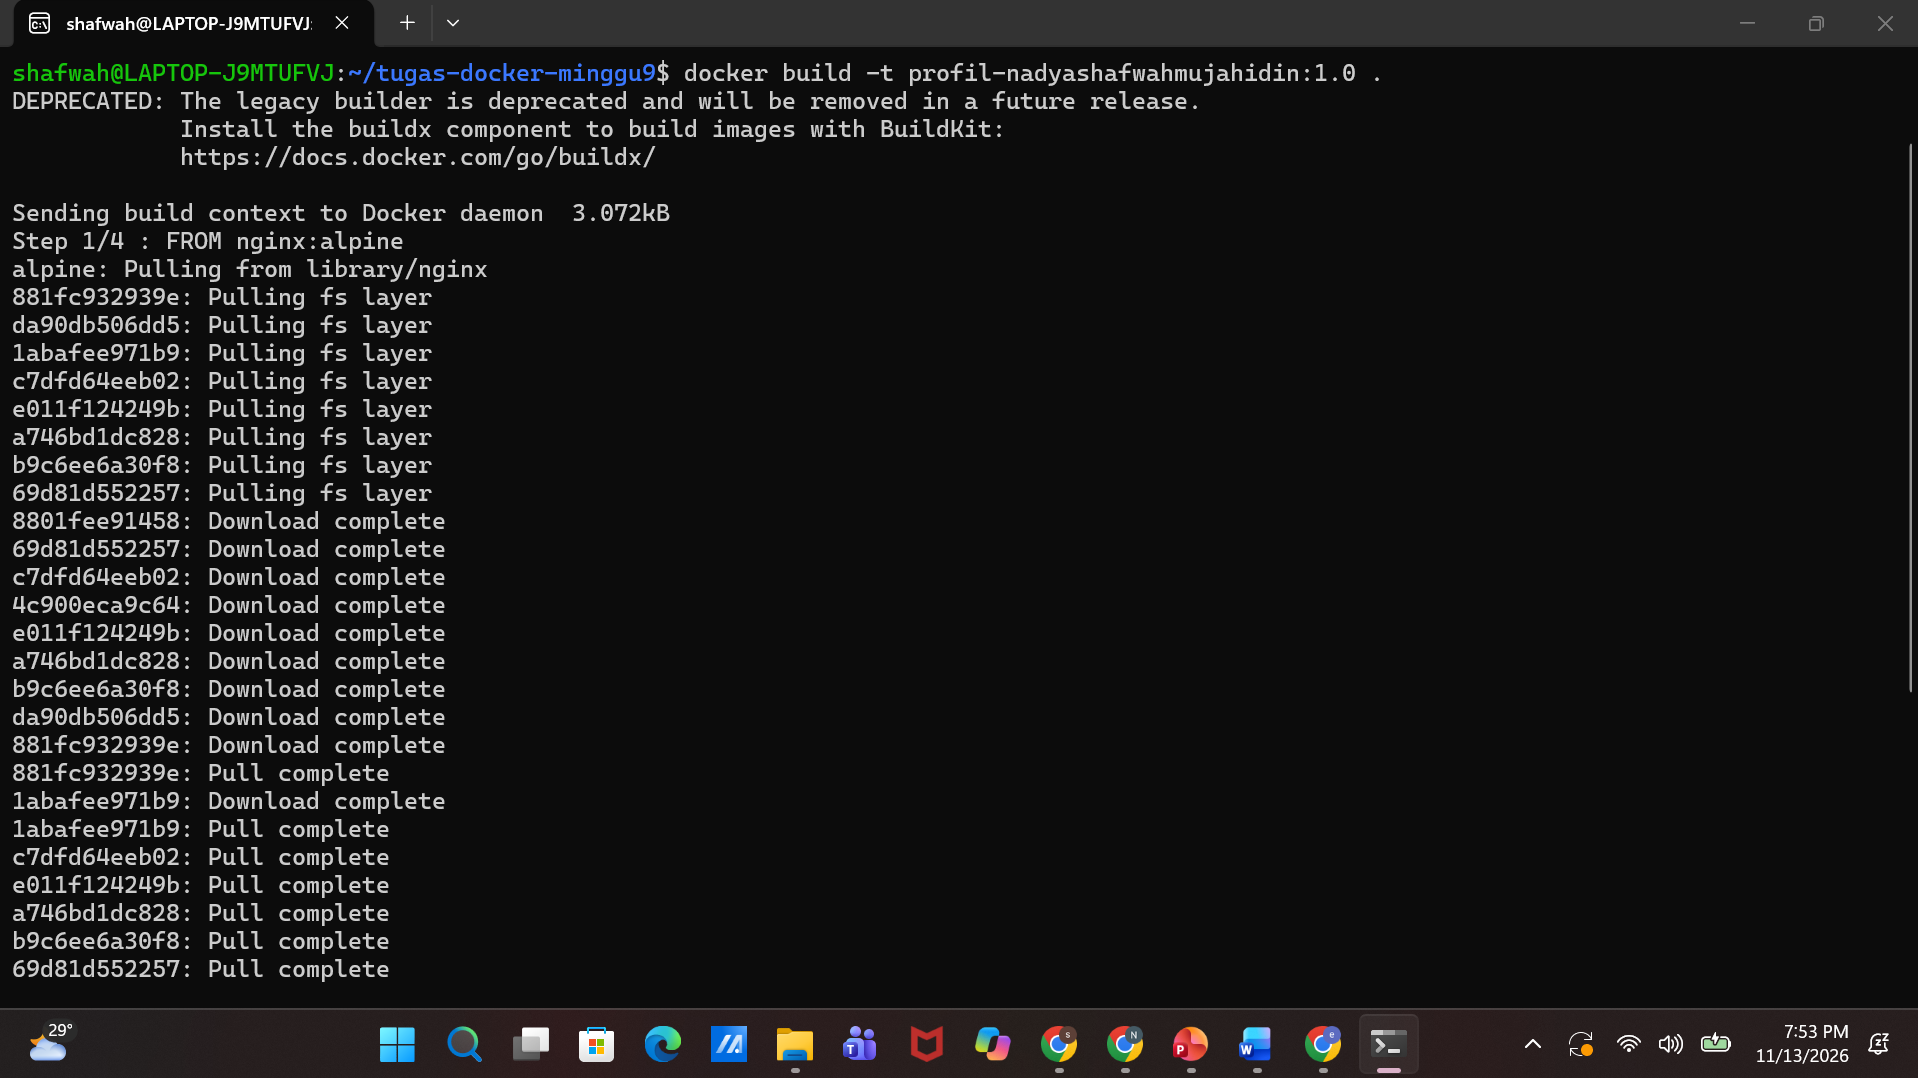 shafwah@LAPTOP-J9MTUFVJ:
shafwah@LAPTOP-J9MTUFVJ:~/tugas-docker-minggu9$ docker build -t profil-nadyashafwahmujahidin:1.0 .
DEPRECATED: The legacy builder is deprecated and will be removed in a future release.
            Install the buildx component to build images with BuildKit:
            https://docs.docker.com/go/buildx/

Sending build context to Docker daemon  3.072kB
Step 1/4 : FROM nginx:alpine
alpine: Pulling from library/nginx
881fc932939e: Pulling fs layer
da90db506dd5: Pulling fs layer
1abafee971b9: Pulling fs layer
c7dfd64eeb02: Pulling fs layer
e011f124249b: Pulling fs layer
a746bd1dc828: Pulling fs layer
b9c6ee6a30f8: Pulling fs layer
69d81d552257: Pulling fs layer
8801fee91458: Download complete
69d81d552257: Download complete
c7dfd64eeb02: Download complete
4c900eca9c64: Download complete
e011f124249b: Download complete
a746bd1dc828: Download complete
b9c6ee6a30f8: Download complete
da90db506dd5: Download complete
881fc932939e: Download complete
881fc932939e: Pull complete
1abafee971b9: Download complete
1abafee971b9: Pull complete
c7dfd64eeb02: Pull complete
e011f124249b: Pull complete
a746bd1dc828: Pull complete
b9c6ee6a30f8: Pull complete
69d81d552257: Pull complete
29°
7:53 PM
11/13/2026